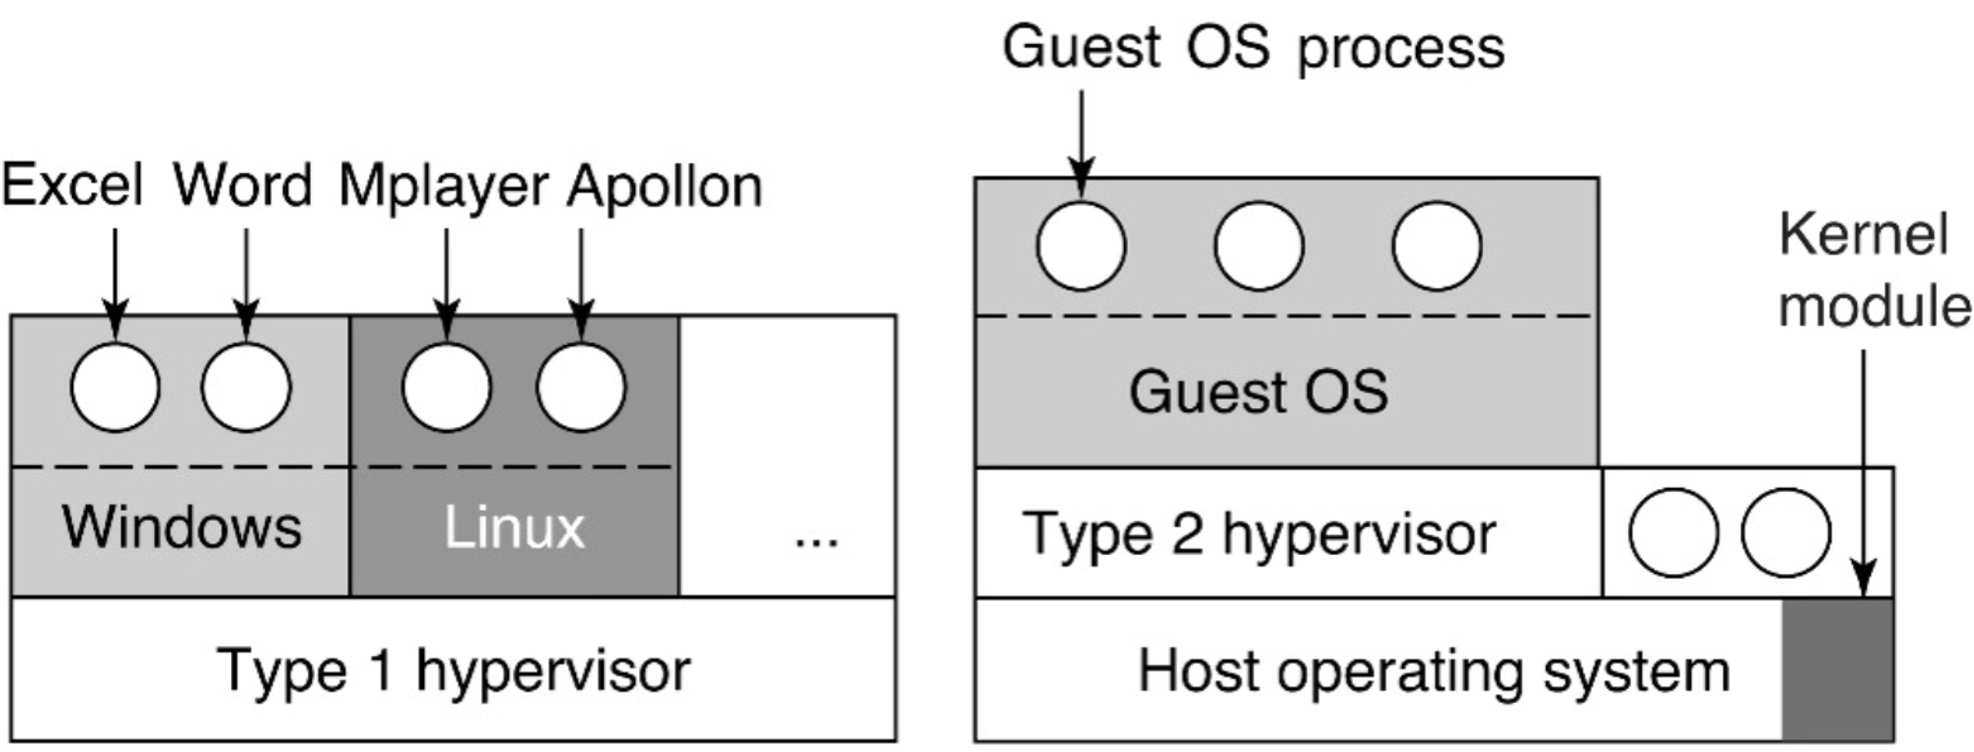 Guest OS process
Excel Word Mplayer Apollon
Kernel
module
Guest OS
Windows
Linux
...
Type 2 hypervisor
Type 1 hypervisor
Host operating system